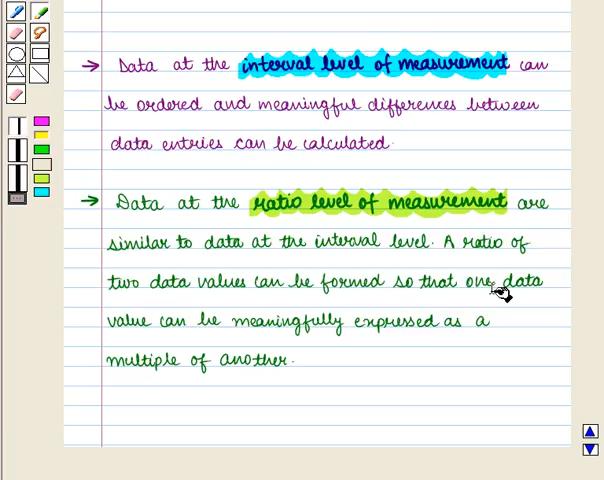 → Data at the interval level of measurement can
be ordered and meaningful differences between
data entries can be calculated.
→ Data at the ratio level of measurement are
similar to data at the interval level. A ratio of
two data values can be formed so that one data
value can be meaningfully expressed as a
multiple of another.